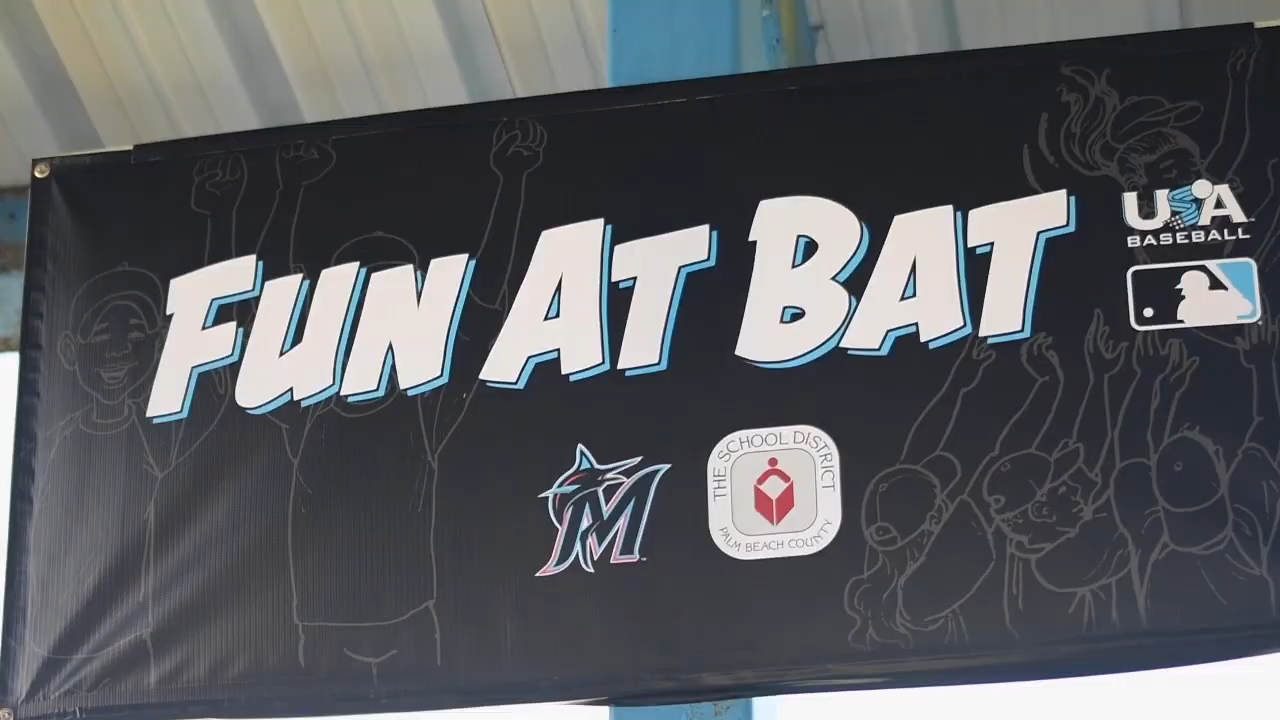 FUN AT BAT
USA
BASEBALL
M
THE SCHOOL DISTRICT
PALM BEACH COUNTY